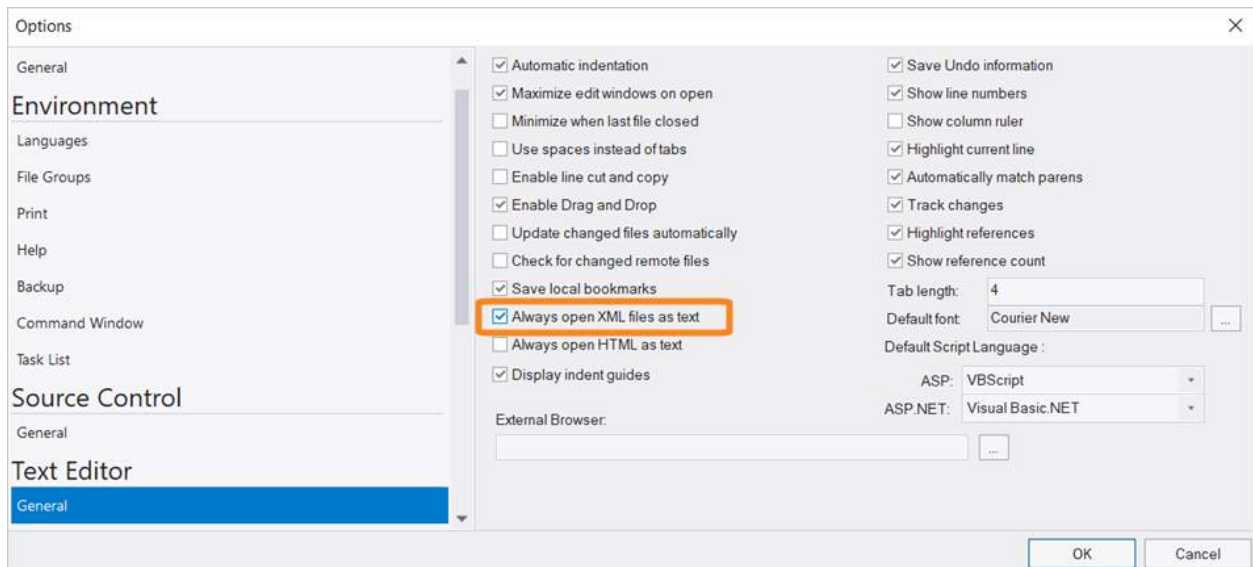 Options
General
Environment
Languages
File Groups
Print
Help
Backup
Command Window
Task List
Source Control
General
Text Editor
General
Automatic indentation
Maximize edit windows on open
Minimize when last file closed
Use spaces instead of tabs
Enable line cut and copy
Enable Drag and Drop
Update changed files automatically
Check for changed remote files
Save local bookmarks
Always open XML files as text
Always open HTML as text
Display indent guides
External Browser:
...
Save Undo information
Show line numbers
Show column ruler
Highlight current line
Automatically match parens
Track changes
Highlight references
Show reference count
Tab length: 4
Default font: Courier New ...
Default Script Language :
ASP: VBScript
ASP.NET: Visual Basic.NET
OK Cancel